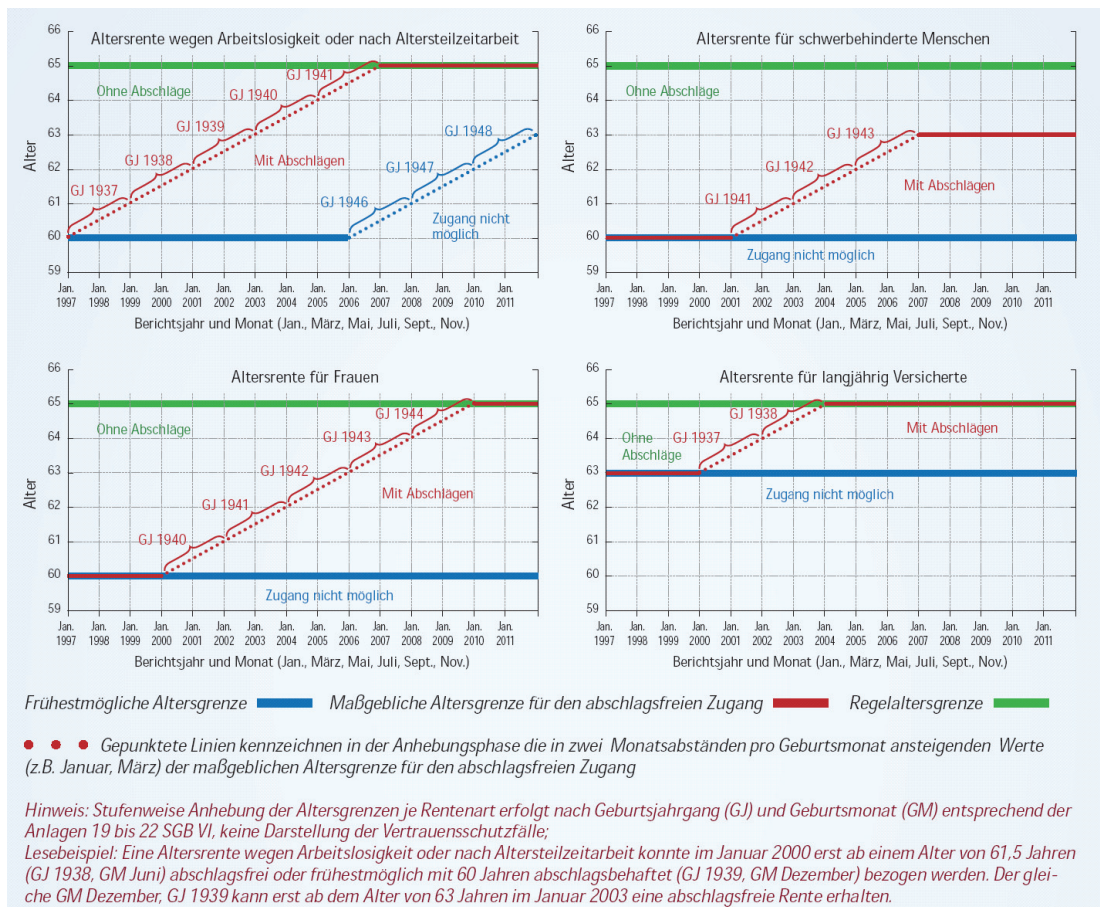 Altersrente wegen Arbeitslosigkeit oder nach Altersteilzeitarbeit
66
65
64
63
62
61
60
59
Alter
Ohne Abschläge
GJ 1937
GJ 1938
GJ 1939
GJ 1940
GJ 1941
Mit Abschlägen
GJ 1946
GJ 1947
GJ 1948
Zugang nicht
möglich
Jan. Jan. Jan. Jan. Jan. Jan. Jan. Jan. Jan. Jan. Jan. Jan. Jan. Jan. Jan.
1997 1998 1999 2000 2001 2002 2003 2004 2005 2006 2007 2008 2009 2010 2011
Berichtsjahr und Monat (Jan., März, Mai, Juli, Sept., Nov.)
Altersrente für schwerbehinderte Menschen
66
65
64
63
62
61
60
59
Alter
Ohne Abschläge
GJ 1941
GJ 1942
GJ 1943
Mit Abschlägen
Zugang nicht möglich
Jan. Jan. Jan. Jan. Jan. Jan. Jan. Jan. Jan. Jan. Jan. Jan. Jan. Jan. Jan.
1997 1998 1999 2000 2001 2002 2003 2004 2005 2006 2007 2008 2009 2010 2011
Berichtsjahr und Monat (Jan., März, Mai, Juli, Sept., Nov.)
Altersrente für Frauen
66
65
64
63
62
61
60
59
Alter
Ohne Abschläge
GJ 1940
GJ 1941
GJ 1942
GJ 1943
GJ 1944
Mit Abschlägen
Zugang nicht möglich
Jan. Jan. Jan. Jan. Jan. Jan. Jan. Jan. Jan. Jan. Jan. Jan. Jan. Jan. Jan.
1997 1998 1999 2000 2001 2002 2003 2004 2005 2006 2007 2008 2009 2010 2011
Berichtsjahr und Monat (Jan., März, Mai, Juli, Sept., Nov.)
Altersrente für langjährig Versicherte
66
65
64
63
62
61
60
59
Alter
Ohne
Abschläge
GJ 1937
GJ 1938
Mit Abschlägen
Zugang nicht möglich
Jan. Jan. Jan. Jan. Jan. Jan. Jan. Jan. Jan. Jan. Jan. Jan. Jan. Jan. Jan.
1997 1998 1999 2000 2001 2002 2003 2004 2005 2006 2007 2008 2009 2010 2011
Berichtsjahr und Monat (Jan., März, Mai, Juli, Sept., Nov.)
Frühestmögliche Altersgrenze Maßgebliche Altersgrenze für den abschlagsfreien Zugang Regelaltersgrenze
Gepunktete Linien kennzeichnen in der Anhebungsphase die in zwei Monatsabständen pro Geburtsmonat ansteigenden Werte
(z.B. Januar, März) der maßgeblichen Altersgrenze für den abschlagsfreien Zugang
Hinweis: Stufenweise Anhebung der Altersgrenzen je Rentenart erfolgt nach Geburtsjahrgang (GJ) und Geburtsmonat (GM) entsprechend der
Anlagen 19 bis 22 SGB VI, keine Darstellung der Vertrauensschutzfälle;
Lesebeispiel: Eine Altersrente wegen Arbeitslosigkeit oder nach Altersteilzeitarbeit konnte im Januar 2000 erst ab einem Alter von 61,5 Jahren
(GJ 1938, GM Juni) abschlagsfrei oder frühestmöglich mit 60 Jahren abschlagsbehaftet (GJ 1939, GM Dezember) bezogen werden. Der glei-
che GM Dezember, GJ 1939 kann erst ab dem Alter von 63 Jahren im Januar 2003 eine abschlagsfreie Rente erhalten.